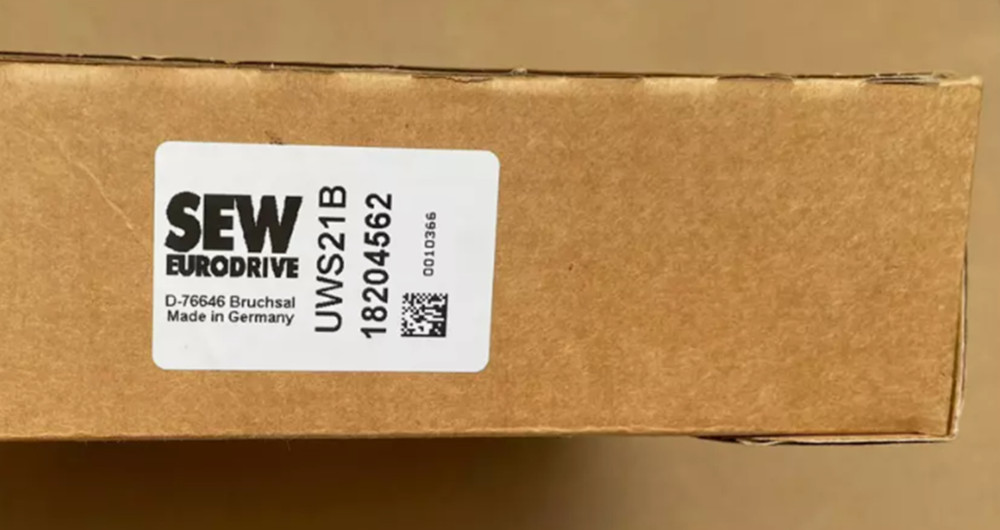 SEW
EURODRIVE
D-76646 Bruchsal
Made in Germany
UWS21B
18204562
0010366